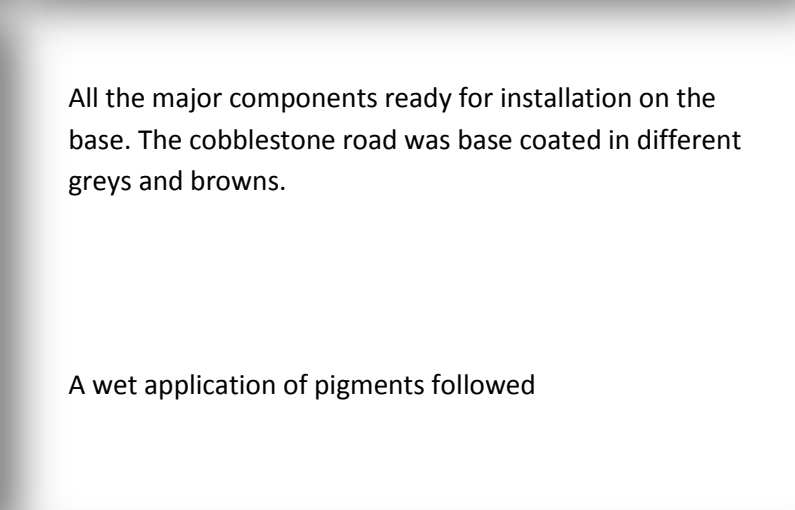 All the major components ready for installation on the
base. The cobblestone road was base coated in different
greys and browns.
A wet application of pigments followed